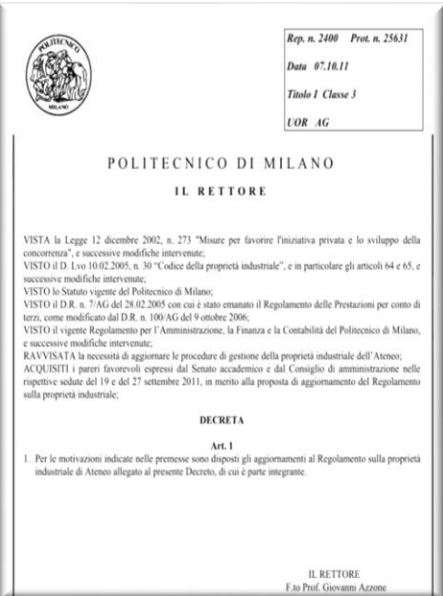 POLITECNICO
MILANO
Rep. n. 2400 Prot. n. 25631
Data 07.10.11
Titolo I Classe 3
UOR AG
POLITECNICO DI MILANO
IL RETTORE
VISTA la Legge 12 dicembre 2002, n. 273 "Misure per favorire l'iniziativa privata e lo sviluppo della
concorrenza", e successive modifiche intervenute;
VISTO il D. Lvo 10.02.2005, n. 30 "Codice della proprietà industriale", e in particolare gli articoli 64 e 65, e
successive modifiche intervenute;
VISTO lo Statuto vigente del Politecnico di Milano;
VISTO il D.R. n. 7/AG del 28.02.2005 con cui è stato emanato il Regolamento delle Prestazioni per conto di
terzi, come modificato dal D.R. n. 100/AG del 9 ottobre 2006;
VISTO il vigente Regolamento per l'Amministrazione, la Finanza e la Contabilità del Politecnico di Milano,
e successive modifiche intervenute;
RAVVISATA la necessità di aggiornare le procedure di gestione della proprietà industriale dell'Ateneo;
ACQUISITI i pareri favorevoli espressi dal Senato accademico e dal Consiglio di amministrazione nelle
rispettive sedute del 19 e del 27 settembre 2011, in merito alla proposta di aggiornamento del Regolamento
sulla proprietà industriale;
DECRETA
Art. 1
1. Per le motivazioni indicate nelle premesse sono disposti gli aggiornamenti al Regolamento sulla proprietà
industriale di Ateneo allegato al presente Decreto, di cui è parte integrante.
IL RETTORE
F.to Prof. Giovanni Azzone